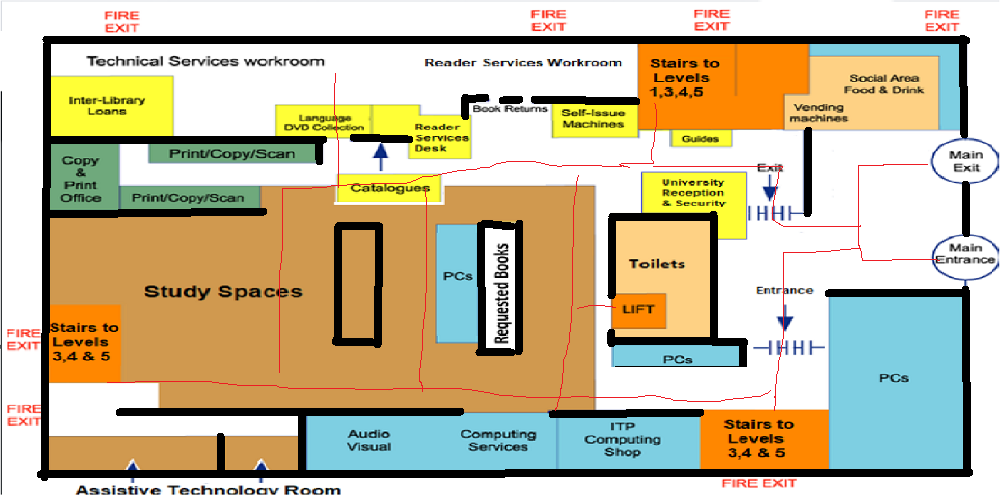 FIRE
EXIT
FIRE
EXIT
FIRE
EXIT
FIRE
EXIT
Technical Services workroom
Reader Services Workroom
Stairs to
Levels
1,3,4,5
Social Area
Food & Drink
Vending
machines
Inter-Library
Loans
Language
DVD Collection
Reader
Services
Desk
Book Returns
Self-Issue
Machines
Guides
Main
Exit
Copy
&
Print
Office
Print/Copy/Scan
Print/Copy/Scan
Catalogues
University
Reception
& Security
Exit
Main
Entrance
Study Spaces
PCs
Requested Books
Toilets
LIFT
Entrance
FIRE
EXIT
Stairs to
Levels
3,4 & 5
PCs
PCs
FIRE
EXIT
Audio
Visual
Computing
Services
ITP
Computing
Shop
Stairs to
Levels
3,4 & 5
Assistive Technology Room
FIRE EXIT